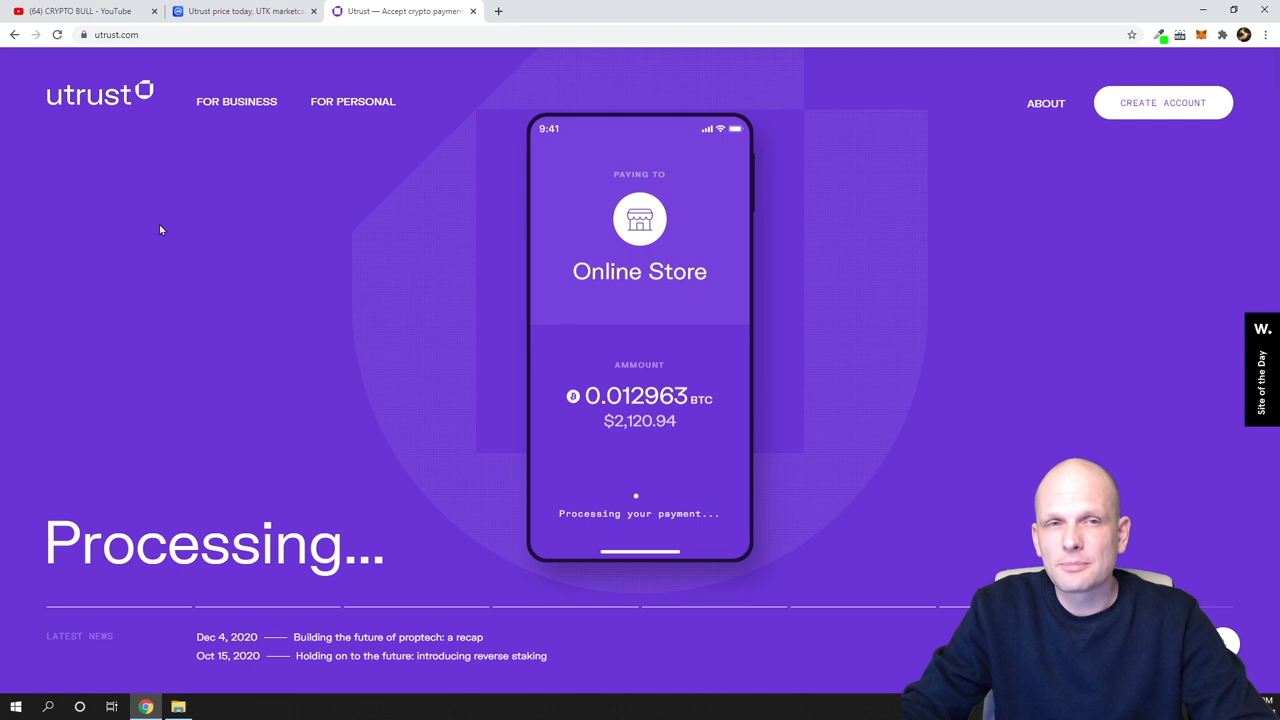 (64) CRYPTO BULL - YouTube
Utrust price today, UTK marketca
Utrust — Accept crypto payment
utrust.com
utrust
FOR BUSINESS
FOR PERSONAL
ABOUT
CREATE ACCOUNT
9:41
PAYING TO
Online Store
AMMOUNT
0.012963 BTC
$2,120.94
Processing your payment...
W.
Site of the Day
Processing...
LATEST NEWS
Dec 4, 2020 Building the future of proptech: a recap
Oct 15, 2020 Holding on to the future: introducing reverse staking